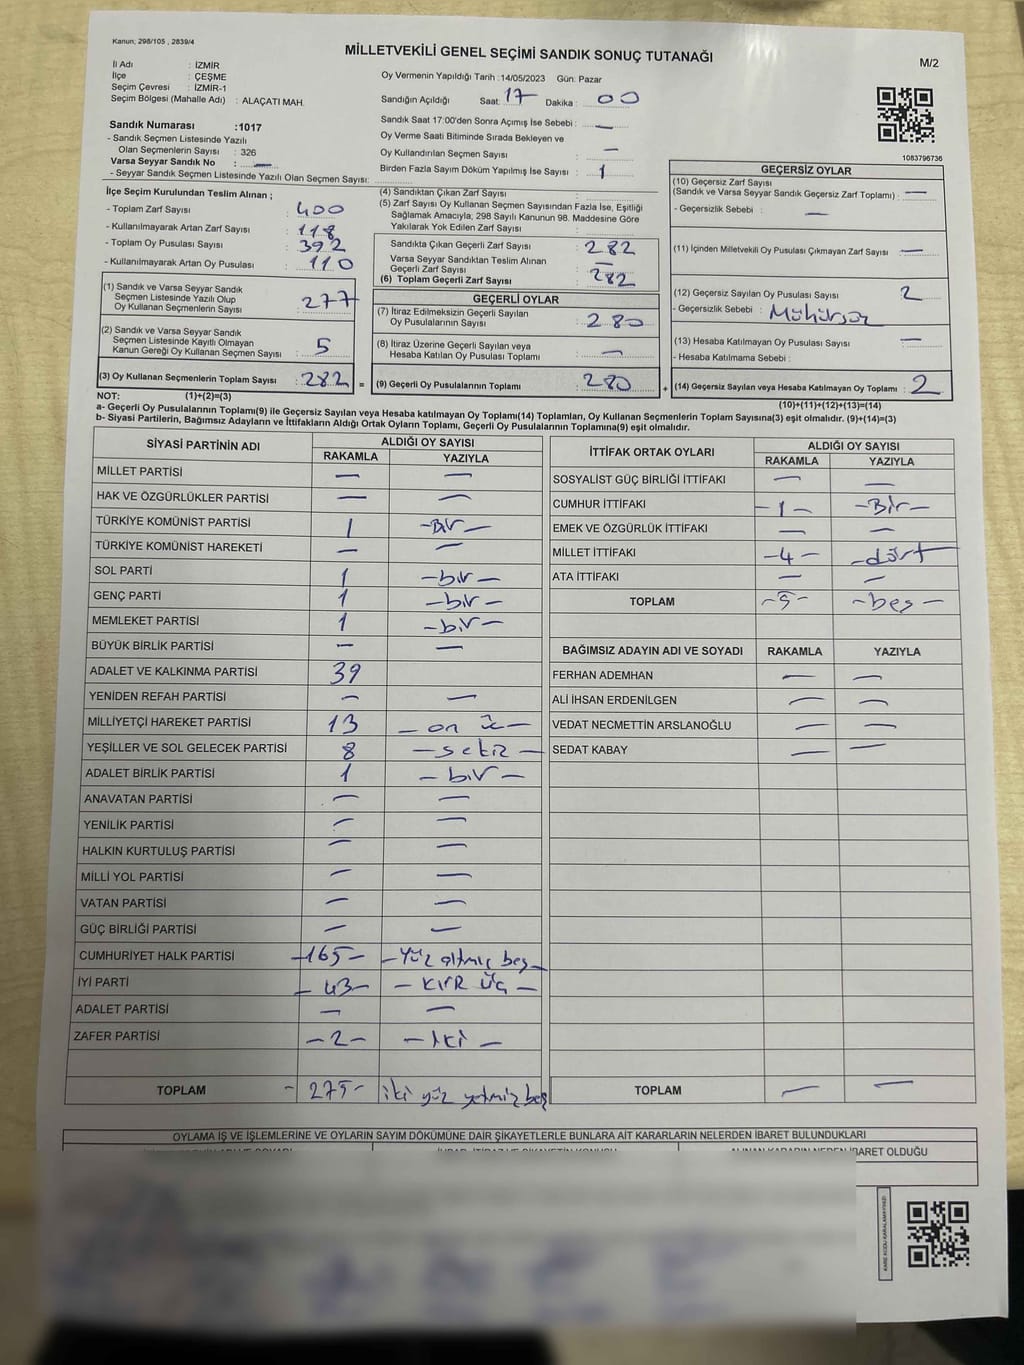 Kanun, 298/105 , 2839/4
MİLLETVEKİLİ GENEL SEÇİMİ SANDIK SONUÇ TUTANAĞI
M/2
İl Adı : İZMİR
İlçe : ÇEŞME
Seçim Çevresi : İZMİR-1
Seçim Bölgesi (Mahalle Adı) : ALAÇATI MAH.
Sandık Numarası :1017
- Sandık Seçmen Listesinde Yazılı
Olan Seçmenlerin Sayısı : 326
Varsa Seyyar Sandık No : —
- Seyyar Sandık Seçmen Listesinde Yazılı Olan Seçmen Sayısı:
Oy Vermenin Yapıldığı Tarih :14/05/2023 Gün: Pazar
Sandığın Açıldığı Saat: 17 Dakika : 00
Sandık Saat 17:00'den Sonra Açımış İse Sebebi : —
Oy Verme Saati Bitiminde Sırada Bekleyen ve
Oy Kullandırılan Seçmen Sayısı : —
Birden Fazla Sayım Döküm Yapılmış İse Sayısı : 1
1083796736
İlçe Seçim Kurulundan Teslim Alınan ;
- Toplam Zarf Sayısı : 400
- Kullanılmayarak Artan Zarf Sayısı : 118
- Toplam Oy Pusulası Sayısı : 392
- Kullanılmayarak Artan Oy Pusulası : 110
(1) Sandık ve Varsa Seyyar Sandık
Seçmen Listesinde Yazılı Olup
Oy Kullanan Seçmenlerin Sayısı : 277
(2) Sandık ve Varsa Seyyar Sandık
Seçmen Listesinde Kayıtlı Olmayan
Kanun Gereği Oy Kullanan Seçmen Sayısı : 5
(3) Oy Kullanan Seçmenlerin Toplam Sayısı : 282 =
(4) Sandıktan Çıkan Zarf Sayısı :
(5) Zarf Sayısı Oy Kullanan Seçmen Sayısından Fazla İse, Eşitliği
Sağlamak Amacıyla; 298 Sayılı Kanunun 98. Maddesine Göre
Yakılarak Yok Edilen Zarf Sayısı :
Sandıkta Çıkan Geçerli Zarf Sayısı : 282
Varsa Seyyar Sandıktan Teslim Alınan
Geçerli Zarf Sayısı : —
(6) Toplam Geçerli Zarf Sayısı : 282
GEÇERLİ OYLAR
(7) İtiraz Edilmeksizin Geçerli Sayılan
Oy Pusulalarının Sayısı : 280
(8) İtiraz Üzerine Geçerli Sayılan veya
Hesaba Katılan Oy Pusulası Toplamı : —
(9) Geçerli Oy Pusulalarının Toplamı : 280 +
GEÇERSİZ OYLAR
(10) Geçersiz Zarf Sayısı
(Sandık ve Varsa Seyyar Sandık Geçersiz Zarf Toplamı) : —
- Geçersizlik Sebebi : —
(11) İçinden Milletvekili Oy Pusulası Çıkmayan Zarf Sayısı : —
(12) Geçersiz Sayılan Oy Pusulası Sayısı : 2
- Geçersizlik Sebebi : Mühürsüz
(13) Hesaba Katılmayan Oy Pusulası Sayısı : —
- Hesaba Katılmama Sebebi :
(14) Geçersiz Sayılan veya Hesaba Katılmayan Oy Toplamı : 2
NOT: (1)+(2)=(3)
(10)+(11)+(12)+(13)=(14)
a- Geçerli Oy Pusulalarının Toplamı(9) ile Geçersiz Sayılan veya Hesaba katılmayan Oy Toplamı(14) Toplamları, Oy Kullanan Seçmenlerin Toplam Sayısına(3) eşit olmalıdır. (9)+(14)=(3)
b- Siyasi Partilerin, Bağımsız Adayların ve İttifakların Aldığı Ortak Oyların Toplamı, Geçerli Oy Pusulalarının Toplamına(9) eşit olmalıdır.
SİYASİ PARTİNİN ADI
ALDIĞI OY SAYISI
RAKAMLA YAZIYLA
MİLLET PARTİSİ — —
HAK VE ÖZGÜRLÜKLER PARTİSİ — —
TÜRKİYE KOMÜNİST PARTİSİ 1 -Bir-
TÜRKİYE KOMÜNİST HAREKETİ — —
SOL PARTİ 1 -bir-
GENÇ PARTİ 1 -bir-
MEMLEKET PARTİSİ 1 -bir-
BÜYÜK BİRLİK PARTİSİ — —
ADALET VE KALKINMA PARTİSİ 39
YENİDEN REFAH PARTİSİ — —
MİLLİYETÇİ HAREKET PARTİSİ 13 - on üç -
YEŞİLLER VE SOL GELECEK PARTİSİ 8 - sekiz -
ADALET BİRLİK PARTİSİ 1 - bir -
ANAVATAN PARTİSİ — —
YENİLİK PARTİSİ — —
HALKIN KURTULUŞ PARTİSİ — —
MİLLİ YOL PARTİSİ — —
VATAN PARTİSİ — —
GÜÇ BİRLİĞİ PARTİSİ — —
CUMHURİYET HALK PARTİSİ -165- -Yüz altmış beş-
İYİ PARTİ - 43- - KIRK ÜÇ -
ADALET PARTİSİ — —
ZAFER PARTİSİ -2- -İki -
TOPLAM - 275- iki yüz yetmiz beş
İTTİFAK ORTAK OYLARI
ALDIĞI OY SAYISI
RAKAMLA YAZIYLA
SOSYALİST GÜÇ BİRLİĞİ İTTİFAKI — —
CUMHUR İTTİFAKI -1- -Bir-
EMEK VE ÖZGÜRLÜK İTTİFAKI — —
MİLLET İTTİFAKI -4- -dört
ATA İTTİFAKI — —
TOPLAM -5- -beş-
BAĞIMSIZ ADAYIN ADI VE SOYADI RAKAMLA YAZIYLA
FERHAN ADEMHAN — —
ALİ İHSAN ERDENİLGEN — —
VEDAT NECMETTİN ARSLANOĞLU — —
SEDAT KABAY — —
TOPLAM — —
OYLAMA İŞ VE İŞLEMLERİNE VE OYLARIN SAYIM DÖKÜMÜNE DAİR ŞİKAYETLERLE BUNLARA AİT KARARLARIN NELERDEN İBARET BULUNDUKLARI
ALINAN KARARIN NEDEN İBARET OLDUĞU
KARE KODU KARALAMAYINIZ!